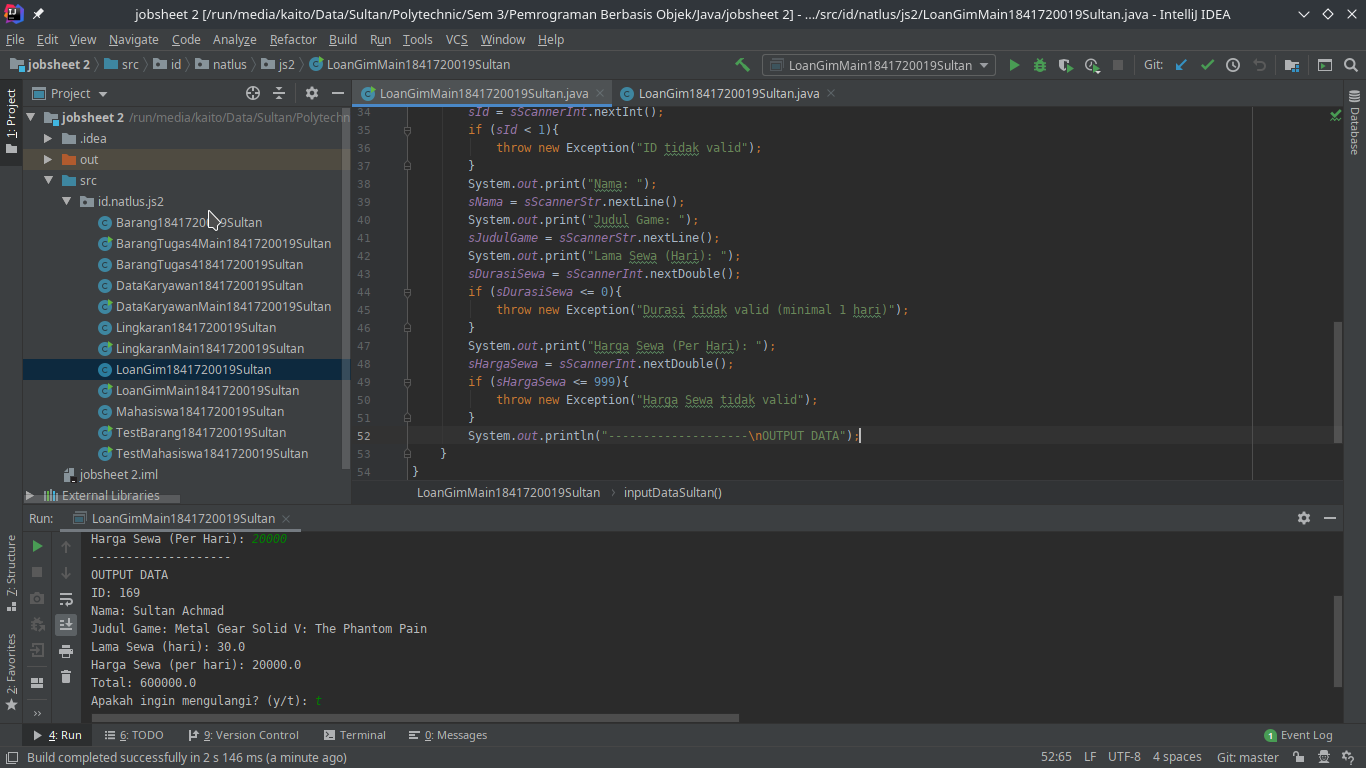 jobsheet 2 [/run/media/kaito/Data/Sultan/Polytechnic/Sem 3/Pemrograman Berbasis Objek/Java/jobsheet 2] - .../src/id/natlus/js2/LoanGimMain1841720019Sultan.java - IntelliJ IDEA
File Edit View Navigate Code Analyze Refactor Build Run Tools VCS Window Help
jobsheet 2 src id natlus js2 LoanGimMain1841720019Sultan
LoanGimMain1841720019Sultan
Git:
Project
LoanGimMain1841720019Sultan.java
LoanGim1841720019Sultan.java
1: Project
7: Structure
2: Favorites
Database
jobsheet 2 /run/media/kaito/Data/Sultan/Polytechn
.idea
out
src
id.natlus.js2
Barang1841720019Sultan
BarangTugas4Main1841720019Sultan
BarangTugas41841720019Sultan
DataKaryawan1841720019Sultan
DataKaryawanMain1841720019Sultan
Lingkaran1841720019Sultan
LingkaranMain1841720019Sultan
LoanGim1841720019Sultan
LoanGimMain1841720019Sultan
Mahasiswa1841720019Sultan
TestBarang1841720019Sultan
TestMahasiswa1841720019Sultan
jobsheet 2.iml
External Libraries
34 sId = sScannerInt.nextInt();
35 if (sId < 1){
36 throw new Exception("ID tidak valid");
37 }
38 System.out.print("Nama: ");
39 sNama = sScannerStr.nextLine();
40 System.out.print("Judul Game: ");
41 sJudulGame = sScannerStr.nextLine();
42 System.out.print("Lama Sewa (Hari): ");
43 sDurasiSewa = sScannerInt.nextDouble();
44 if (sDurasiSewa <= 0){
45 throw new Exception("Durasi tidak valid (minimal 1 hari)");
46 }
47 System.out.print("Harga Sewa (Per Hari): ");
48 sHargaSewa = sScannerInt.nextDouble();
49 if (sHargaSewa <= 999){
50 throw new Exception("Harga Sewa tidak valid");
51 }
52 System.out.println("--------------------\nOUTPUT DATA");
53 }
54 }
LoanGimMain1841720019Sultan inputDataSultan()
Run: LoanGimMain1841720019Sultan
Harga Sewa (Per Hari): 20000
--------------------
OUTPUT DATA
ID: 169
Nama: Sultan Achmad
Judul Game: Metal Gear Solid V: The Phantom Pain
Lama Sewa (hari): 30.0
Harga Sewa (per hari): 20000.0
Total: 600000.0
Apakah ingin mengulangi? (y/t): t
4: Run 6: TODO 9: Version Control Terminal 0: Messages 1 Event Log
Build completed successfully in 2 s 146 ms (a minute ago) 52:65 LF UTF-8 4 spaces Git: master